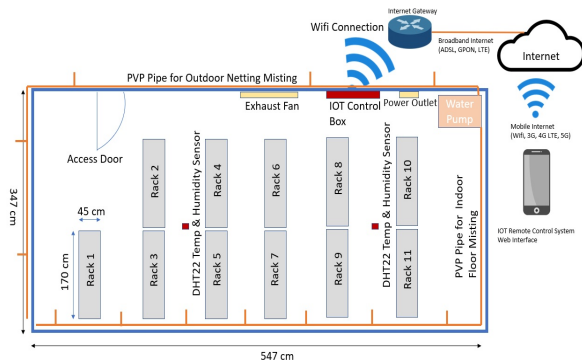 Internet Gateway
Wifi Connection
Broadband Internet
(ADSL, GPON, LTE)
Internet
PVP Pipe for Outdoor Netting Misting
Exhaust Fan
IOT Control
Box
Power Outlet
Water
Pump
Mobile Internet
(Wifi, 3G, 4G LTE, 5G)
Access Door
347 cm
45 cm
170 cm
Rack 1
Rack 2
Rack 3
DHT22 Temp & Humidity Sensor
Rack 4
Rack 5
Rack 6
Rack 7
Rack 8
Rack 9
DHT22 Temp & Humidity Sensor
Rack 10
Rack 11
PVP Pipe for Indoor
Floor Misting
IOT Remote Control System
Web Interface
547 cm